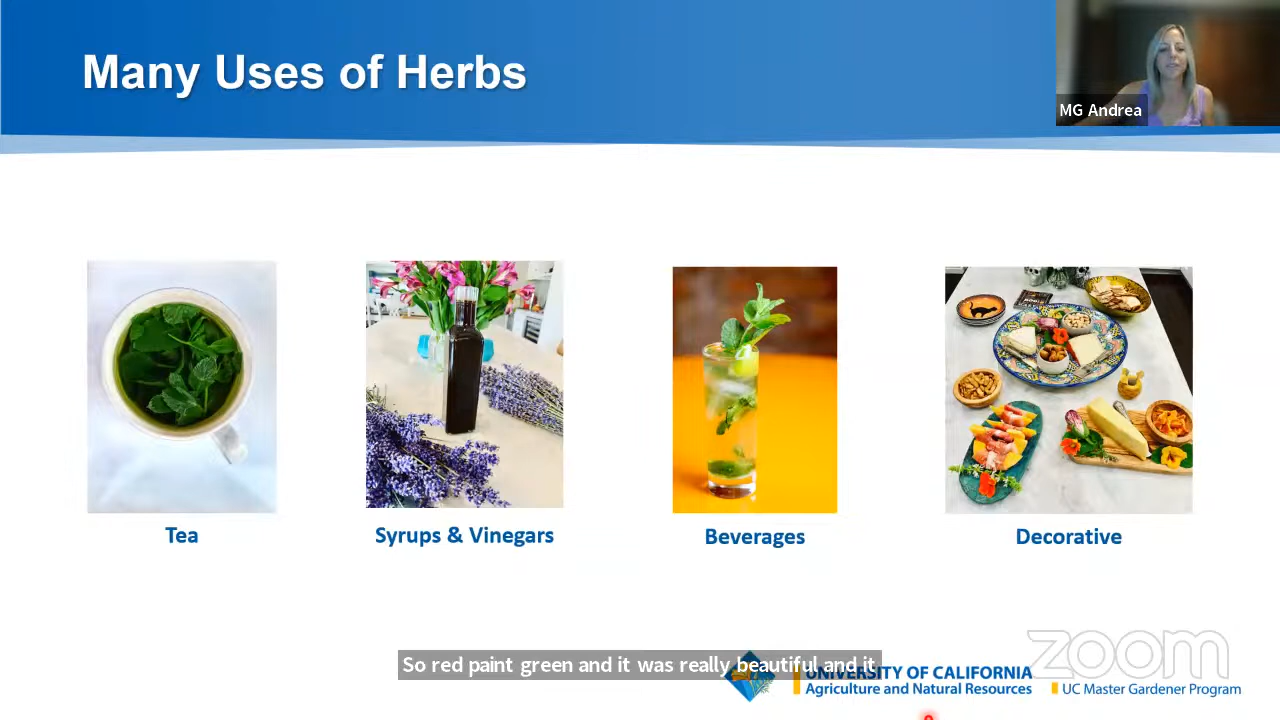 Many Uses of Herbs
MG Andrea
Tea
Syrups & Vinegars
Beverages
Decorative
zoom
So red paint green and it was really beautiful and it
UNIVERSITY OF CALIFORNIA
Agriculture and Natural Resources
UC Master Gardener Program